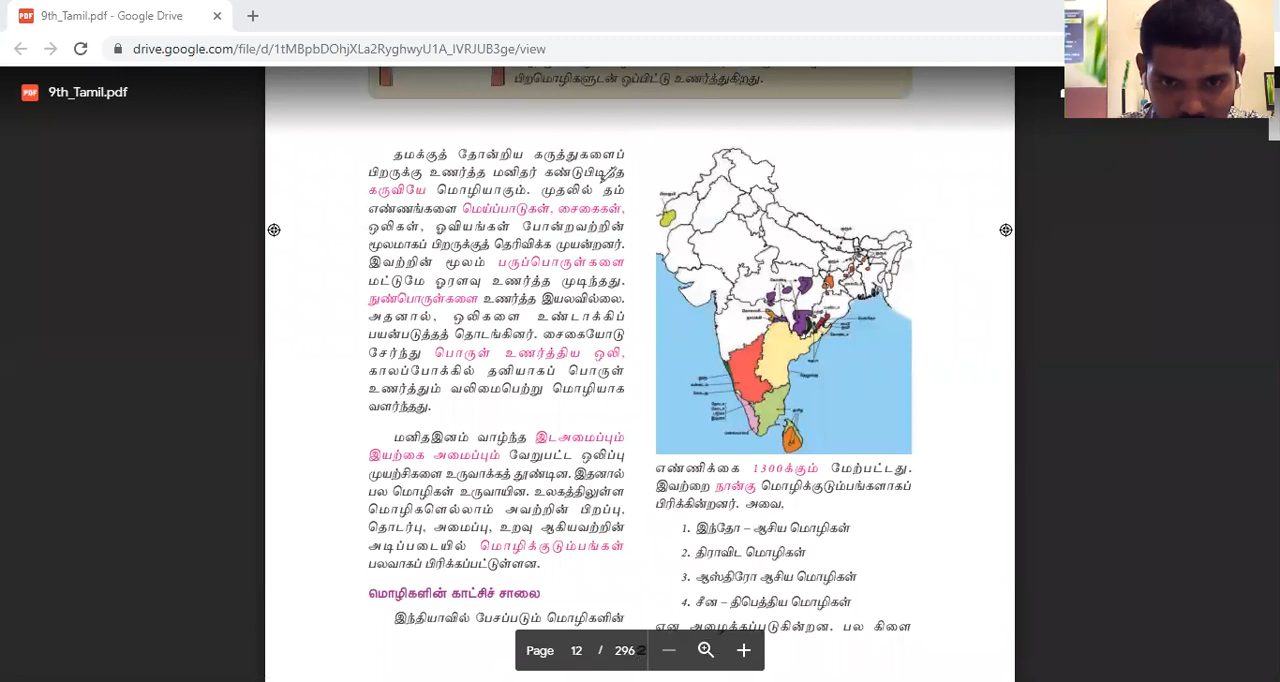 9th_Tamil.pdf - Google Drive
drive.google.com/file/d/1tMBpbDOhjXLa2RyghwyU1A_IVRJUB3ge/view
9th_Tamil.pdf
பிறமொழிகளுடன் ஒப்பிட்டு உணர்த்துகிறது.
தமக்குத் தோன்றிய கருத்துகளைப்
பிறருக்கு உணர்த்த மனிதர் கண்டுபிடித்த
கருவியே மொழியாகும். முதலில் தம்
எண்ணங்களை மெய்ப்பாடுகள், சைகைகள்,
ஒலிகள், ஓவியங்கள் போன்றவற்றின்
மூலமாகப் பிறருக்குத் தெரிவிக்க முயன்றனர்.
இவற்றின் மூலம் பருப்பொருள்களை
மட்டுமே ஓரளவு உணர்த்த முடிந்தது.
நுண்பொருள்களை உணர்த்த இயலவில்லை.
அதனால், ஒலிகளை உண்டாக்கிப்
பயன்படுத்தத் தொடங்கினர். சைகையோடு
சேர்ந்து பொருள் உணர்த்திய ஒலி,
காலப்போக்கில் தனியாகப் பொருள்
உணர்த்தும் வலிமைபெற்று மொழியாக
வளர்ந்தது.
மனிதஇனம் வாழ்ந்த இடஅமைப்பும்
இயற்கை அமைப்பும் வேறுபட்ட ஒலிப்பு
முயற்சிகளை உருவாக்கத் தூண்டின. இதனால்
பல மொழிகள் உருவாயின. உலகத்திலுள்ள
மொழிகளெல்லாம் அவற்றின் பிறப்பு,
தொடர்பு, அமைப்பு, உறவு ஆகியவற்றின்
அடிப்படையில் மொழிக்குடும்பங்கள்
பலவாகப் பிரிக்கப்பட்டுள்ளன.
மொழிகளின் காட்சிச் சாலை
இந்தியாவில் பேசப்படும் மொழிகளின்
எண்ணிக்கை 1300க்கும் மேற்பட்டது.
இவற்றை நான்கு மொழிக்குடும்பங்களாகப்
பிரிக்கின்றனர். அவை,
1. இந்தோ – ஆசிய மொழிகள்
2. திராவிட மொழிகள்
3. ஆஸ்திரோ ஆசிய மொழிகள்
4. சீன – திபெத்திய மொழிகள்
என அழைக்கப்படுகின்றன. பல கிளை
Page 12 / 296